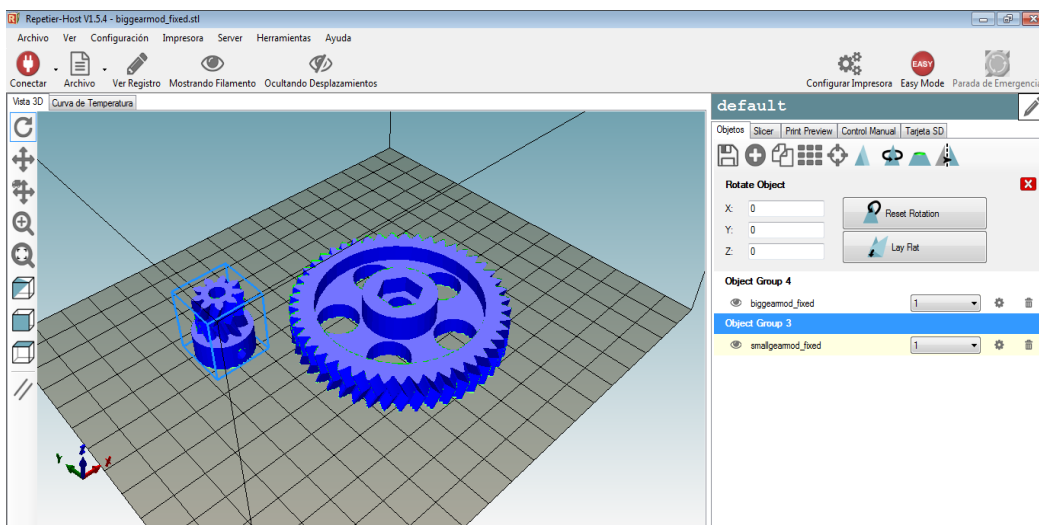 Repetier-Host V1.5.4 - biggearmod_fixed.stl
Archivo Ver Configuración Impresora Server Herramientas Ayuda
Conectar Archivo Ver Registro Mostrando Filamento Ocultando Desplazamientos Configurar Impresora EASY Easy Mode Parada de Emergencia
Vista 3D Curva de Temperatura
default
Objetos Slicer Print Preview Control Manual Tarjeta SD
Rotate Object
X: 0 Reset Rotation
Y: 0
Z: 0 Lay Flat
Object Group 4
biggearmod_fixed 1
Object Group 3
smallgearmod_fixed 1
Y Z X